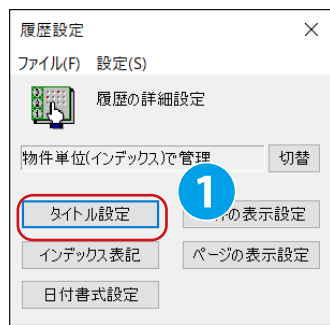 履歴設定
ファイル(F) 設定(S)
履歴の詳細設定
物件単位(インデックス)で管理 切替
1
タイトル設定 の表示設定
インデックス表記 ページの表示設定
日付書式設定